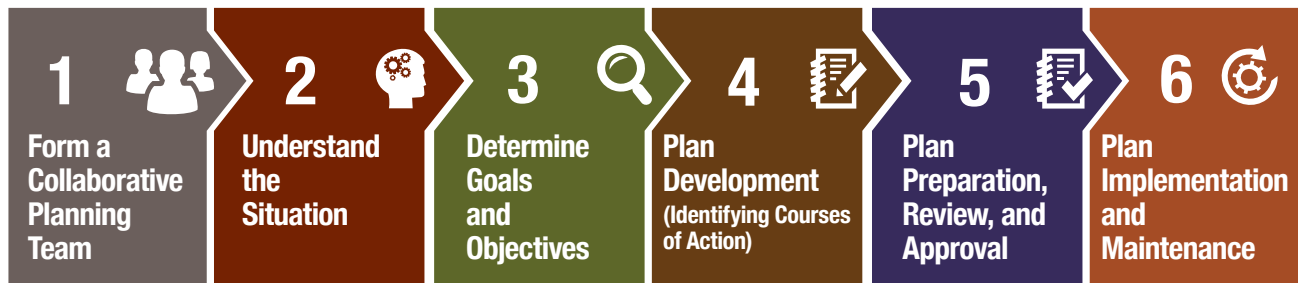 1
Form a
Collaborative
Planning
Team
2
Understand
the
Situation
3
Determine
Goals
and
Objectives
4
Plan
Development
(Identifying Courses
of Action)
5
Plan
Preparation,
Review, and
Approval
6
Plan
Implementation
and
Maintenance